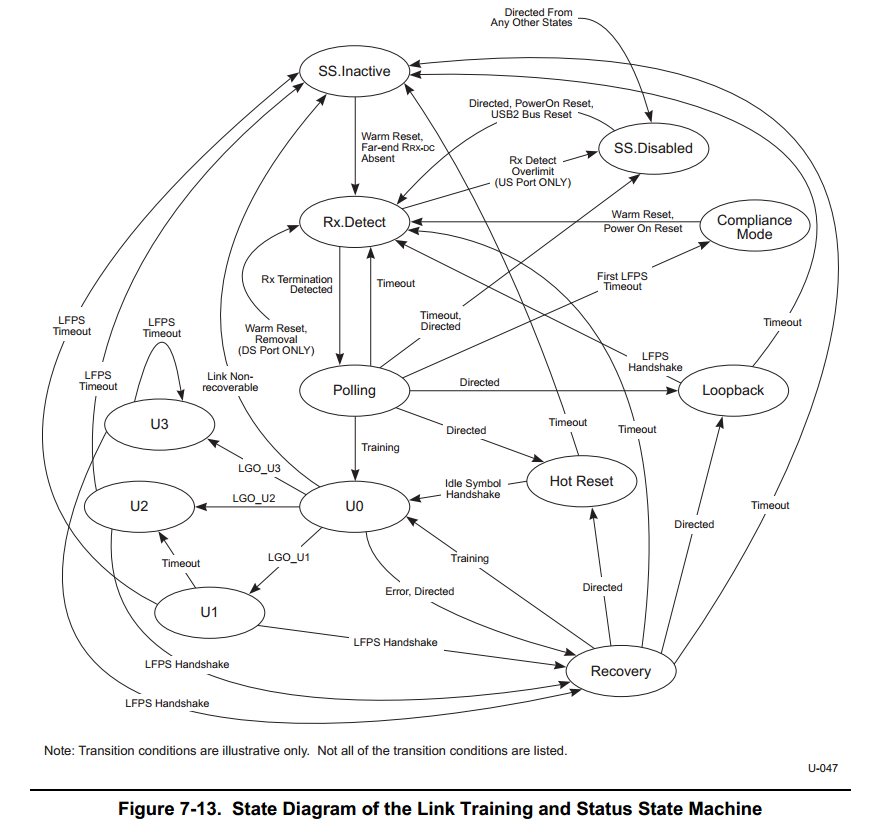 Directed From
Any Other States
SS.Inactive
Directed, PowerOn Reset,
USB2 Bus Reset
Warm Reset,
Far-end RRX-DC
Absent
SS.Disabled
Rx Detect
Overlimit
(US Port ONLY)
Rx.Detect
Warm Reset,
Power On Reset
Compliance
Mode
Rx Termination
Detected
Timeout
First LFPS
Timeout
LFPS
Timeout
LFPS
Timeout
Warm Reset,
Removal
(DS Port ONLY)
Timeout,
Directed
Timeout
LFPS
Handshake
LFPS
Timeout
Link Non-
recoverable
Polling
Directed
Loopback
U3
Training
Directed
Timeout
Timeout
LGO_U3
Idle Symbol
Handshake
Hot Reset
U2
LGO_U2
U0
Timeout
Directed
Timeout
LGO_U1
Training
Error, Directed
Directed
U1
LFPS Handshake
LFPS Handshake
Recovery
LFPS Handshake
Note: Transition conditions are illustrative only. Not all of the transition conditions are listed.
U-047
Figure 7-13. State Diagram of the Link Training and Status State Machine